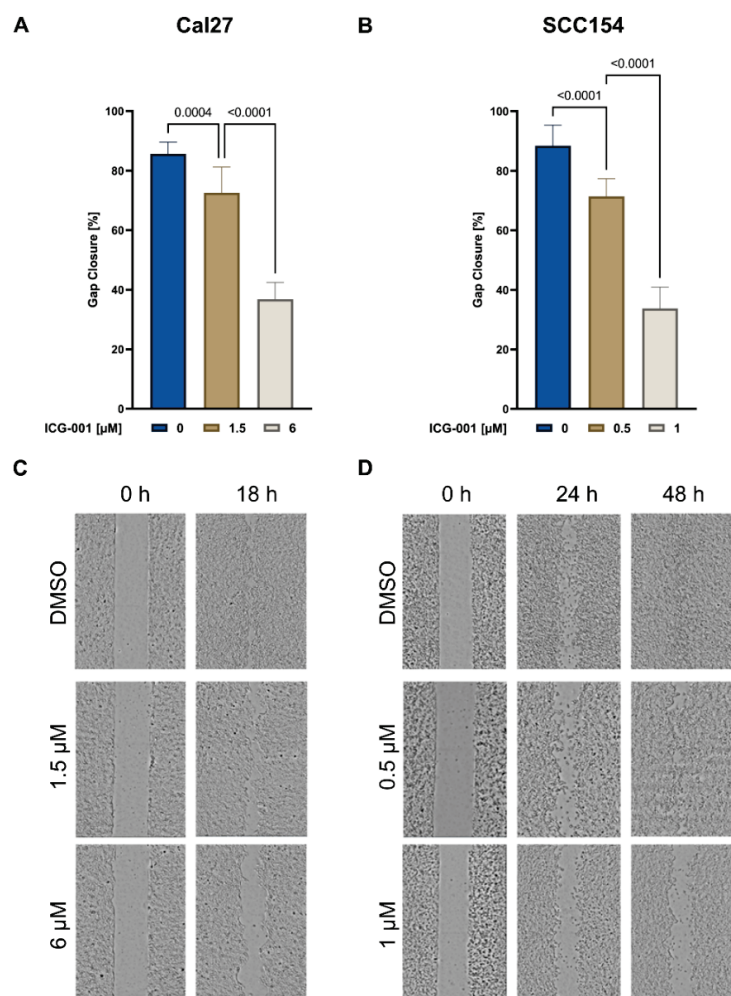 A
Cal27
0.0004
<0.0001
100
80
60
40
20
0
Gap Closure [%]
ICG-001 [µM] 0 1.5 6
B
SCC154
<0.0001
<0.0001
100
80
60
40
20
0
Gap Closure [%]
ICG-001 [µM] 0 0.5 1
C
0 h 18 h
DMSO
1.5 µM
6 µM
D
0 h 24 h 48 h
DMSO
0.5 µM
1 µM